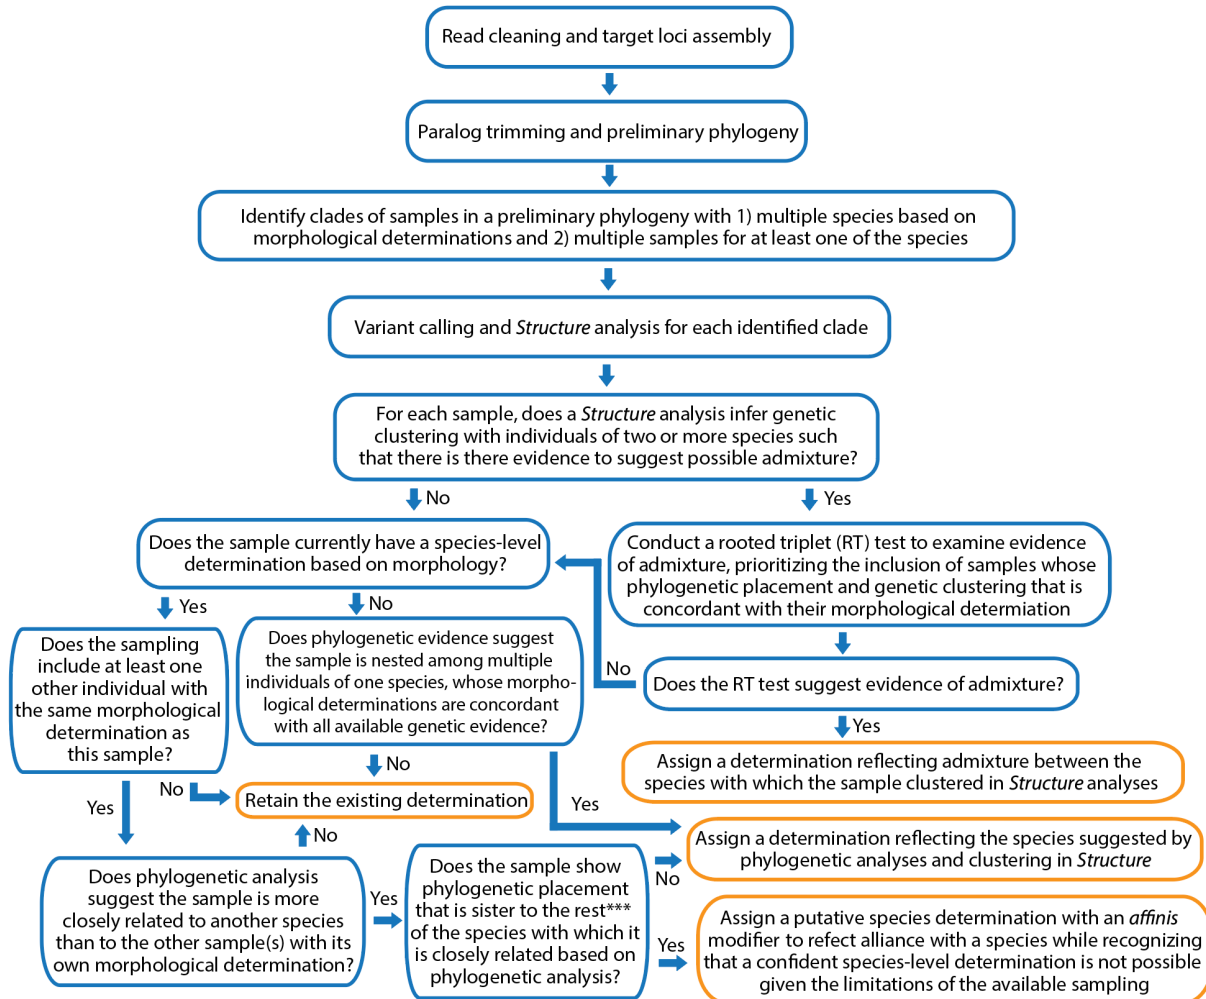 Read cleaning and target loci assembly
Paralog trimming and preliminary phylogeny
Identify clades of samples in a preliminary phylogeny with 1) multiple species based on
morphological determinations and 2) multiple samples for at least one of the species
Variant calling and Structure analysis for each identified clade
For each sample, does a Structure analysis infer genetic
clustering with individuals of two or more species such
that there is there evidence to suggest possible admixture?
No
Yes
Does the sample currently have a species-level
determination based on morphology?
Conduct a rooted triplet (RT) test to examine evidence
of admixture, prioritizing the inclusion of samples whose
phylogenetic placement and genetic clustering that is
concordant with their morphological determiation
Yes
No
Does the sampling
include at least one
other individual with
the same morphological
determination as
this sample?
Does phylogenetic evidence suggest
the sample is nested among multiple
individuals of one species, whose morpho-
logical determinations are concordant
with all available genetic evidence?
No
Does the RT test suggest evidence of admixture?
Yes
Assign a determination reflecting admixture between the
species with which the sample clustered in Structure analyses
No
No
Yes
Retain the existing determination
Yes
No
Assign a determination reflecting the species suggested by
phylogenetic analyses and clustering in Structure
Does phylogenetic analysis
suggest the sample is more
closely related to another species
than to the other sample(s) with its
own morphological determination?
Yes
Does the sample show
phylogenetic placement
that is sister to the rest***
of the species with which it
is closely related based on
phylogenetic analysis?
No
Yes
Assign a putative species determination with an affinis
modifier to refect alliance with a species while recognizing
that a confident species-level determination is not possible
given the limitations of the available sampling